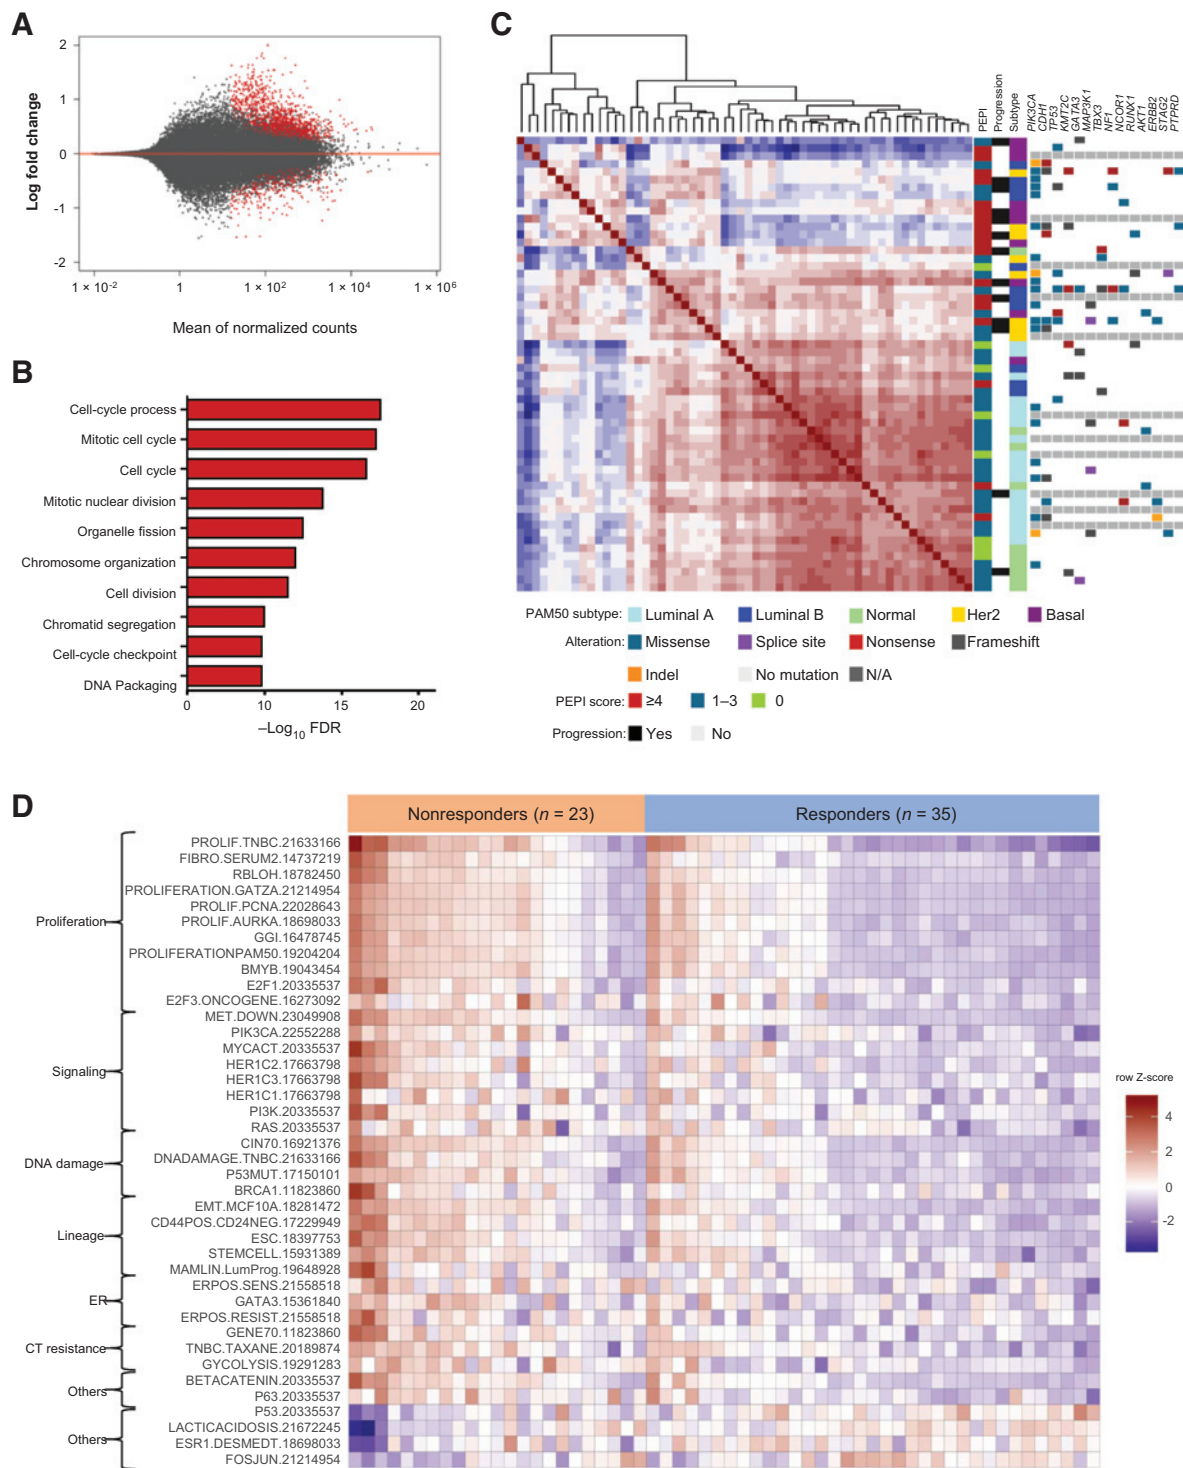 A
Log fold change
2
1
0
-1
-2
1 × 10-2
1
1 × 102
1 × 104
1 × 106
Mean of normalized counts
B
Cell-cycle process
Mitotic cell cycle
Cell cycle
Mitotic nuclear division
Organelle fission
Chromosome organization
Cell division
Chromatid segregation
Cell-cycle checkpoint
DNA Packaging
0
10
15
20
–Log10 FDR
C
PEPI
Progression
Subtype
PIK3CA
CDH1
TP53
KMT2C
GATA3
MAP3K1
TBX3
NF1
NCOR1
RUNX1
AKT1
ERBB2
STAG2
PTPRD
PAM50 subtype: Luminal A Luminal B Normal Her2 Basal
Alteration: Missense Splice site Nonsense Frameshift
Indel No mutation N/A
PEPI score: ≥4 1–3 0
Progression: Yes No
D
Nonresponders (n = 23)
Responders (n = 35)
Proliferation
Signaling
DNA damage
Lineage
ER
CT resistance
Others
Others
PROLIF.TNBC.21633166
FIBRO.SERUM2.14737219
RBLOH.18782450
PROLIFERATION.GATZA.21214954
PROLIF.PCNA.22028643
PROLIF.AURKA.18698033
GGI.16478745
PROLIFERATIONPAM50.19204204
BMYB.19043454
E2F1.20335537
E2F3.ONCOGENE.16273092
MET.DOWN.23049908
PIK3CA.22552288
MYCACT.20335537
HER1C2.17663798
HER1C3.17663798
HER1C1.17663798
PI3K.20335537
RAS.20335537
CIN70.16921376
DNADAMAGE.TNBC.21633166
P53MUT.17150101
BRCA1.11823860
EMT.MCF10A.18281472
CD44POS.CD24NEG.17229949
ESC.18397753
STEMCELL.15931389
MAMLIN.LumProg.19648928
ERPOS.SENS.21558518
GATA3.15361840
ERPOS.RESIST.21558518
GENE70.11823860
TNBC.TAXANE.20189874
GYCOLYSIS.19291283
BETACATENIN.20335537
P63.20335537
P53.20335537
LACTICACIDOSIS.21672245
ESR1.DESMEDT.18698033
FOSJUN.21214954
row Z-score
4
2
0
-2